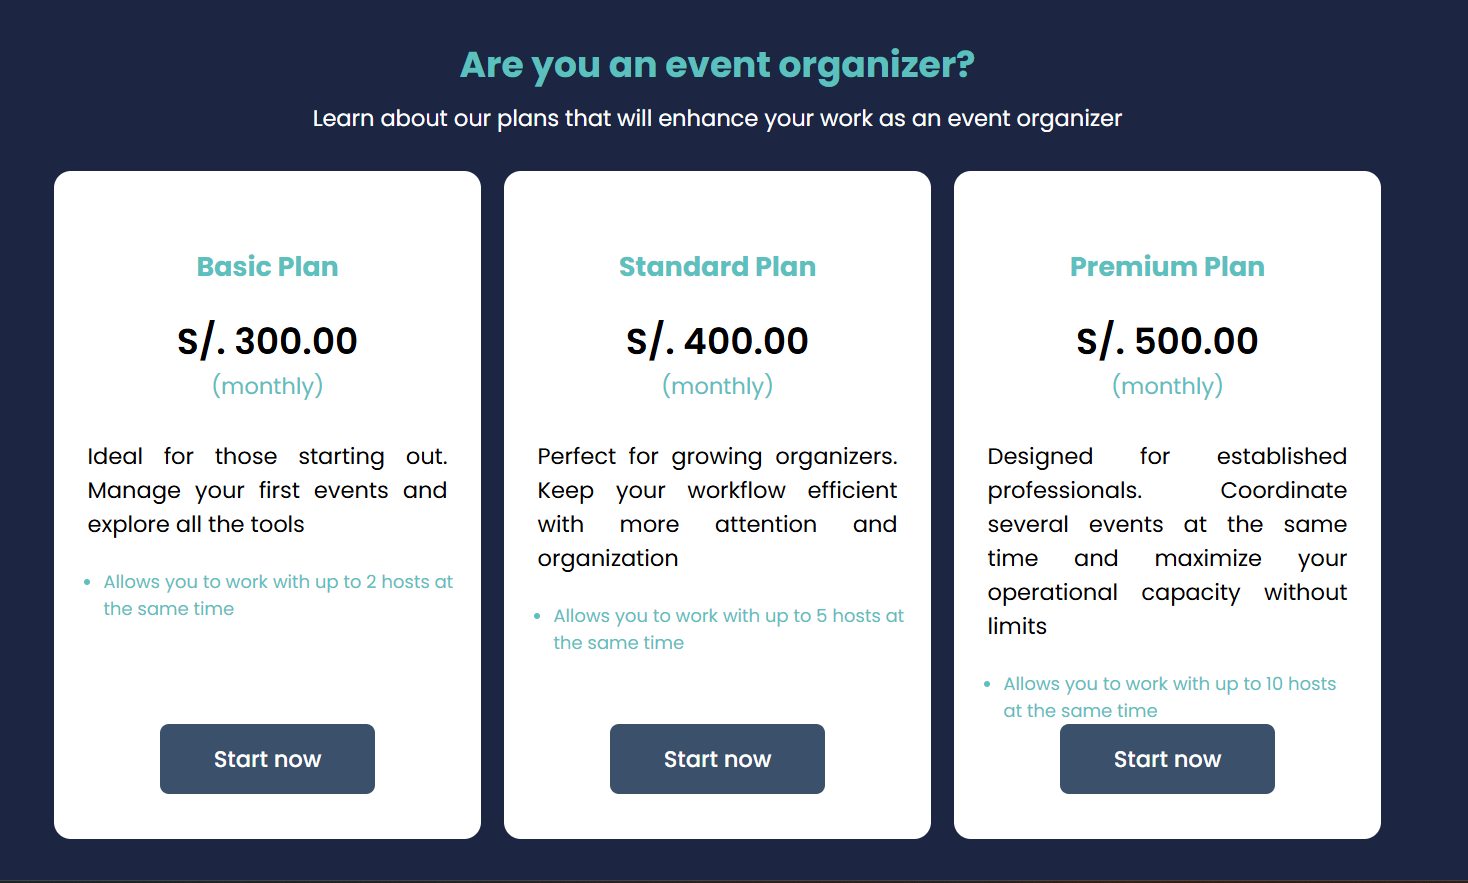 Are you an event organizer?
Learn about our plans that will enhance your work as an event organizer
Basic Plan
S/. 300.00
(monthly)
Ideal for those starting out.
Manage your first events and
explore all the tools
• Allows you to work with up to 2 hosts at
the same time
Start now
Standard Plan
S/. 400.00
(monthly)
Perfect for growing organizers.
Keep your workflow efficient
with more attention and
organization
• Allows you to work with up to 5 hosts at
the same time
Start now
Premium Plan
S/. 500.00
(monthly)
Designed for established
professionals. Coordinate
several events at the same
time and maximize your
operational capacity without
limits
• Allows you to work with up to 10 hosts
at the same time
Start now